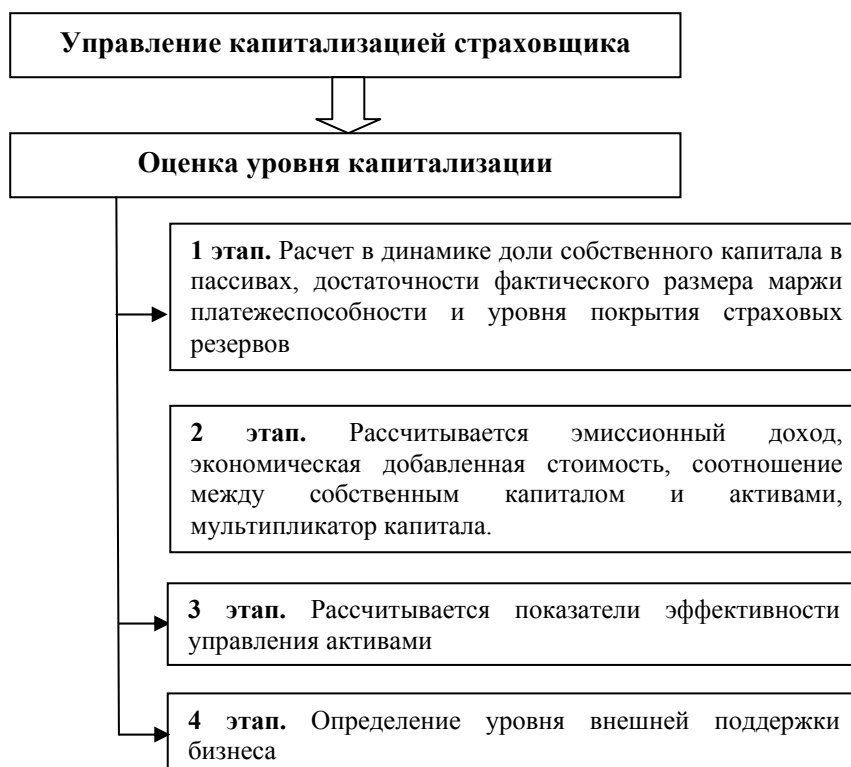 Управление капитализацией страховщика
Оценка уровня капитализации
1 этап. Расчет в динамике доли собственного капитала в
пассивах, достаточности фактического размера маржи
платежеспособности и уровня покрытия страховых
резервов
2 этап. Рассчитывается эмиссионный доход,
экономическая добавленная стоимость, соотношение
между собственным капиталом и активами,
мультипликатор капитала.
3 этап. Рассчитывается показатели эффективности
управления активами
4 этап. Определение уровня внешней поддержки
бизнеса